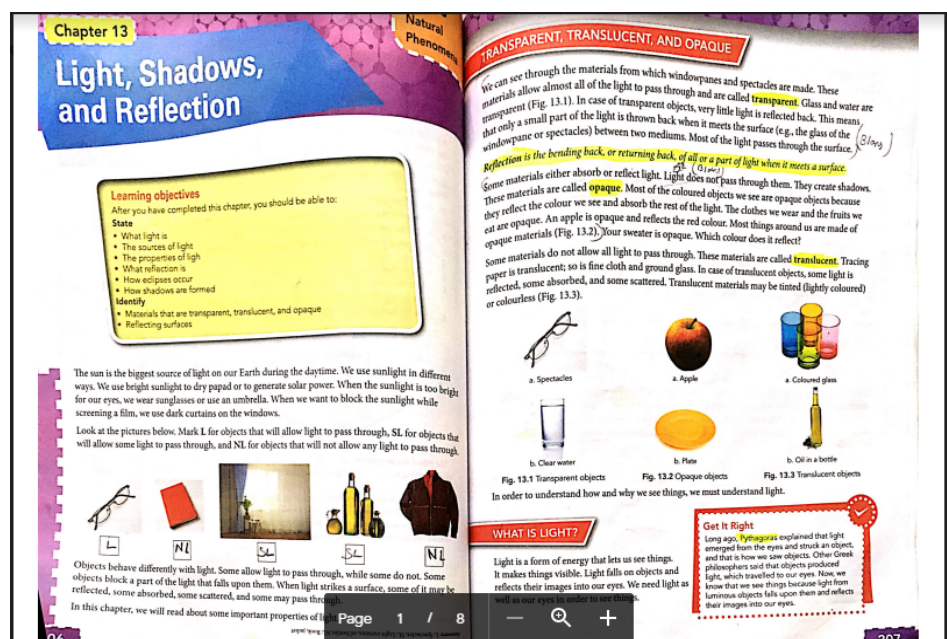 Chapter 13
Natural
Phenomena
Light, Shadows,
and Reflection
Learning objectives
After you have completed this chapter, you should be able to:
State
• What light is
• The sources of light
• The properties of ligh
• What reflection is
• How eclipses occur
• How shadows are formed
Identify
• Materials that are transparent, translucent, and opaque
• Reflecting surfaces
The sun is the biggest source of light on our Earth during the daytime. We use sunlight in different
ways. We use bright sunlight to dry papad or to generate solar power. When the sunlight is too bright
for our eyes, we wear sunglasses or use an umbrella. When we want to block the sunlight while
screening a film, we use dark curtains on the windows.
Look at the pictures below. Mark L for objects that will allow light to pass through, SL for objects that
will allow some light to pass through, and NL for objects that will not allow any light to pass through.
L NL SL SL NL
Objects behave differently with light. Some allow light to pass through, while some do not. Some
objects block a part of the light that falls upon them. When light strikes a surface, some of it may be
reflected, some absorbed, some scattered, and some may pass through.
In this chapter, we will read about some important properties of
TRANSPARENT, TRANSLUCENT, AND OPAQUE
We can see through the materials from which windowpanes and spectacles are made. These
materials allow almost all of the light to pass through and are called transparent. Glass and water are
transparent (Fig. 13.1). In case of transparent objects, very little light is reflected back. This means
that only a small part of the light is thrown back when it meets the surface (e.g., the glass of the
windowpane or spectacles) between two mediums. Most of the light passes through the surface.
Reflection is the bending back, or returning back, of all or a part of light when it meets a surface.
Some materials either absorb or reflect light. Light does not pass through them. They create shadows.
These materials are called opaque. Most of the coloured objects we see are opaque objects because
they reflect the colour we see and absorb the rest of the light. The clothes we wear and the fruits we
eat are opaque. An apple is opaque and reflects the red colour. Most things around us are made of
opaque materials (Fig. 13.2). Your sweater is opaque. Which colour does it reflect?
Some materials do not allow all light to pass through. These materials are called translucent. Tracing
paper is translucent; so is fine cloth and ground glass. In case of translucent objects, some light is
reflected, some absorbed, and some scattered. Translucent materials may be tinted (lightly coloured)
or colourless (Fig. 13.3).
a. Spectacles
a. Apple
a. Coloured glass
b. Clear water
b. Plate
b. Oil in a bottle
Fig. 13.1 Transparent objects
Fig. 13.2 Opaque objects
Fig. 13.3 Translucent objects
In order to understand how and why we see things, we must understand light.
WHAT IS LIGHT?
Light is a form of energy that lets us see things.
It makes things visible. Light falls on objects and
reflects their images into our eyes. We need light as
well as our eyes in order to see things.
Get It Right
Long ago, Pythagoras explained that light
emerged from the eyes and struck an object,
and that is how we saw objects. Other Greek
philosophers said that objects produced
light, which travelled to our eyes. Now, we
know that we see things because light from
luminous objects falls upon them and reflects
their images into our eyes.
Page 1 / 8 — +